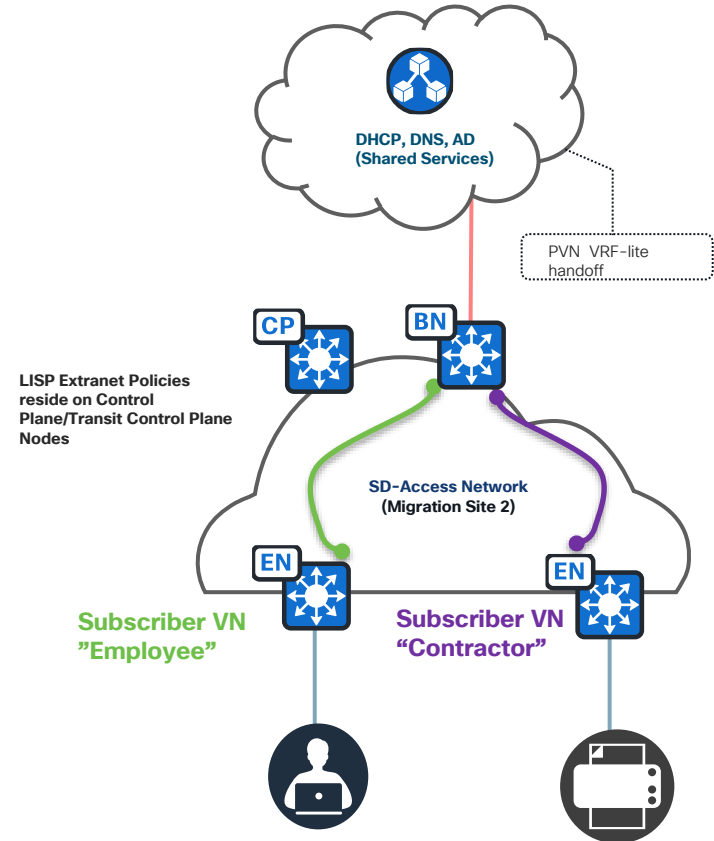 DHCP, DNS, AD
(Shared Services)
PVN VRF-lite
handoff
CP
BN
LISP Extranet Policies
reside on Control
Plane/Transit Control Plane
Nodes
SD-Access Network
(Migration Site 2)
EN
EN
Subscriber VN
”Employee”
Subscriber VN
“Contractor”